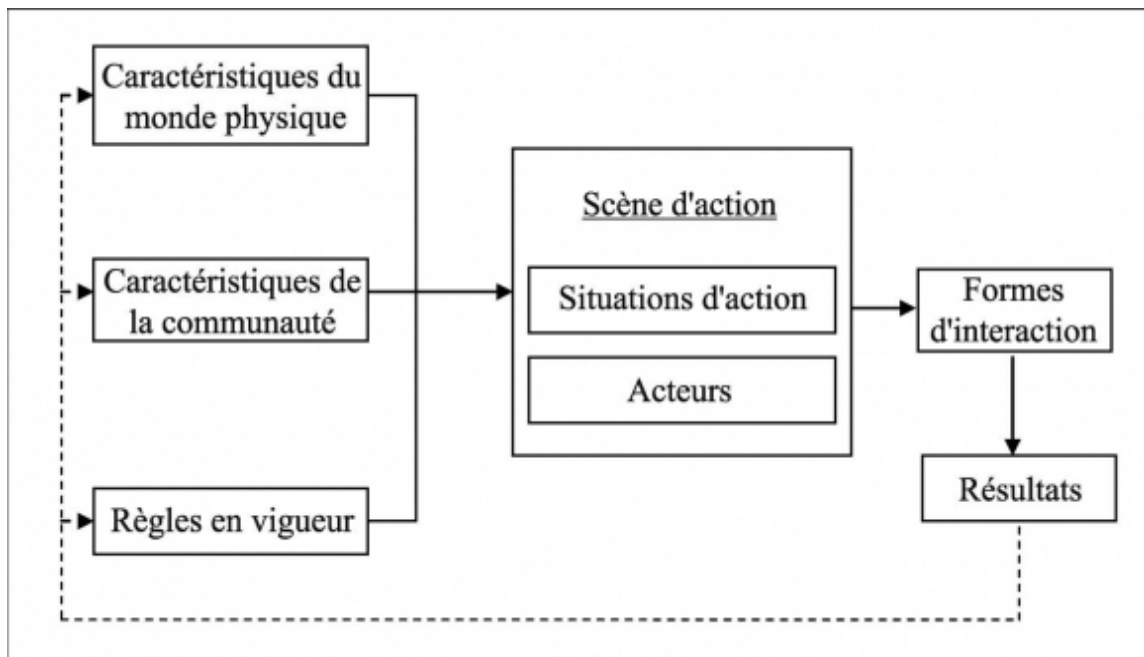 Caractéristiques du
monde physique
Caractéristiques de
la communauté
Règles en vigueur
Scène d'action
Situations d'action
Acteurs
Formes
d'interaction
Résultats